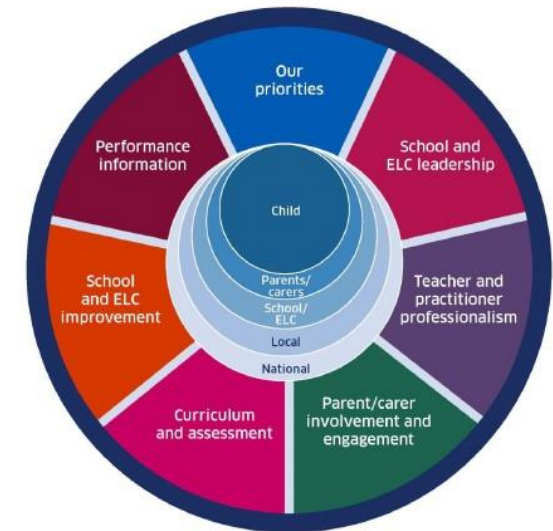 Our
priorities
School and
ELC leadership
Teacher and
practitioner
professionalism
Parent/carer
involvement and
engagement
Curriculum
and assessment
School
and ELC
improvement
Performance
information
Child
Parents/
carers
School/
ELC
Local
National